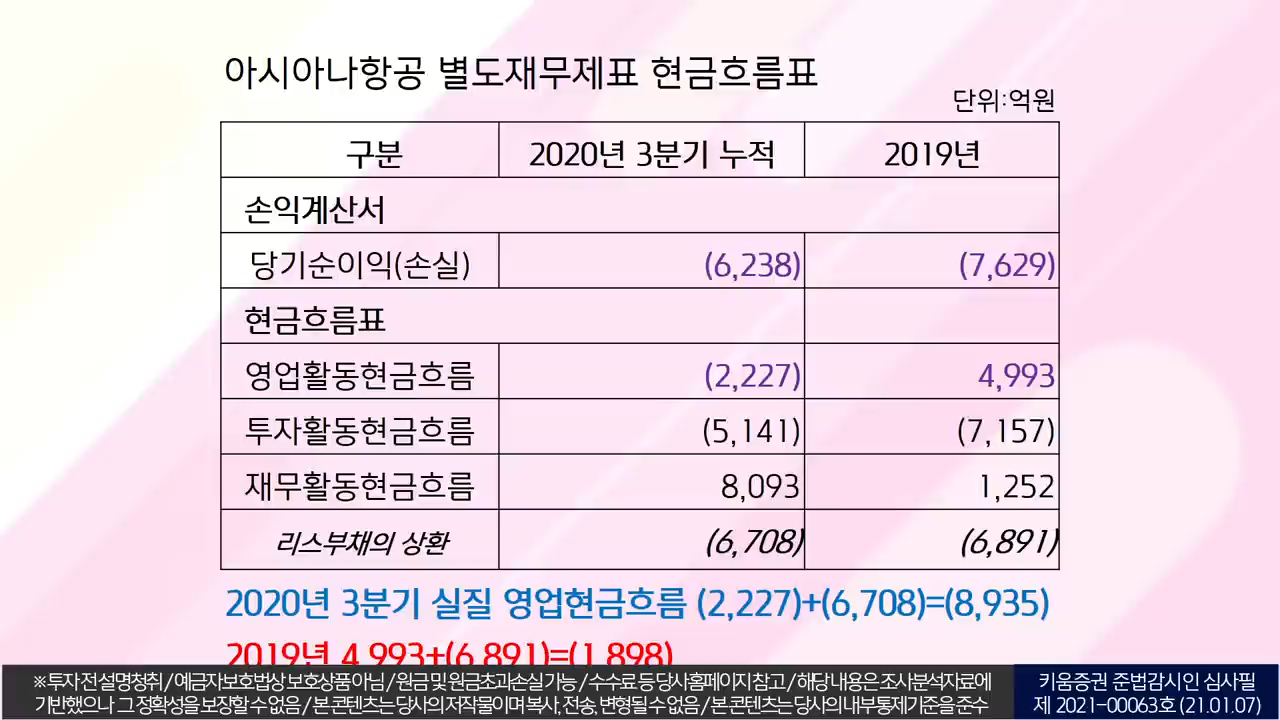 아시아나항공 별도재무제표 현금흐름표
단위:억원
구분 2020년 3분기 누적 2019년
손익계산서
당기순이익(손실) (6,238) (7,629)
현금흐름표
영업활동현금흐름 (2,227) 4,993
투자활동현금흐름 (5,141) (7,157)
재무활동현금흐름 8,093 1,252
리스부채의 상환 (6,708) (6,891)
2020년 3분기 실질 영업현금흐름 (2,227)+(6,708)=(8,935)
2019년 4,993+(6,891)=(1,898)
※ 투자 전 설명청취 / 예금자보호법상 보호상품 아님 / 원금 및 원금초과손실 가능 / 수수료 등 당사홈페이지 참고 / 해당 내용은 조사분석자료에
기반했으나 그 정확성을 보장할 수 없음 / 본 콘텐츠는 당사의 저작물이며 복사, 전송, 변형될 수 없음 / 본 콘텐츠는 당사의 내부통제기준을 준수
키움증권 준법감시인 심사필
제 2021-00063호 (21.01.07)